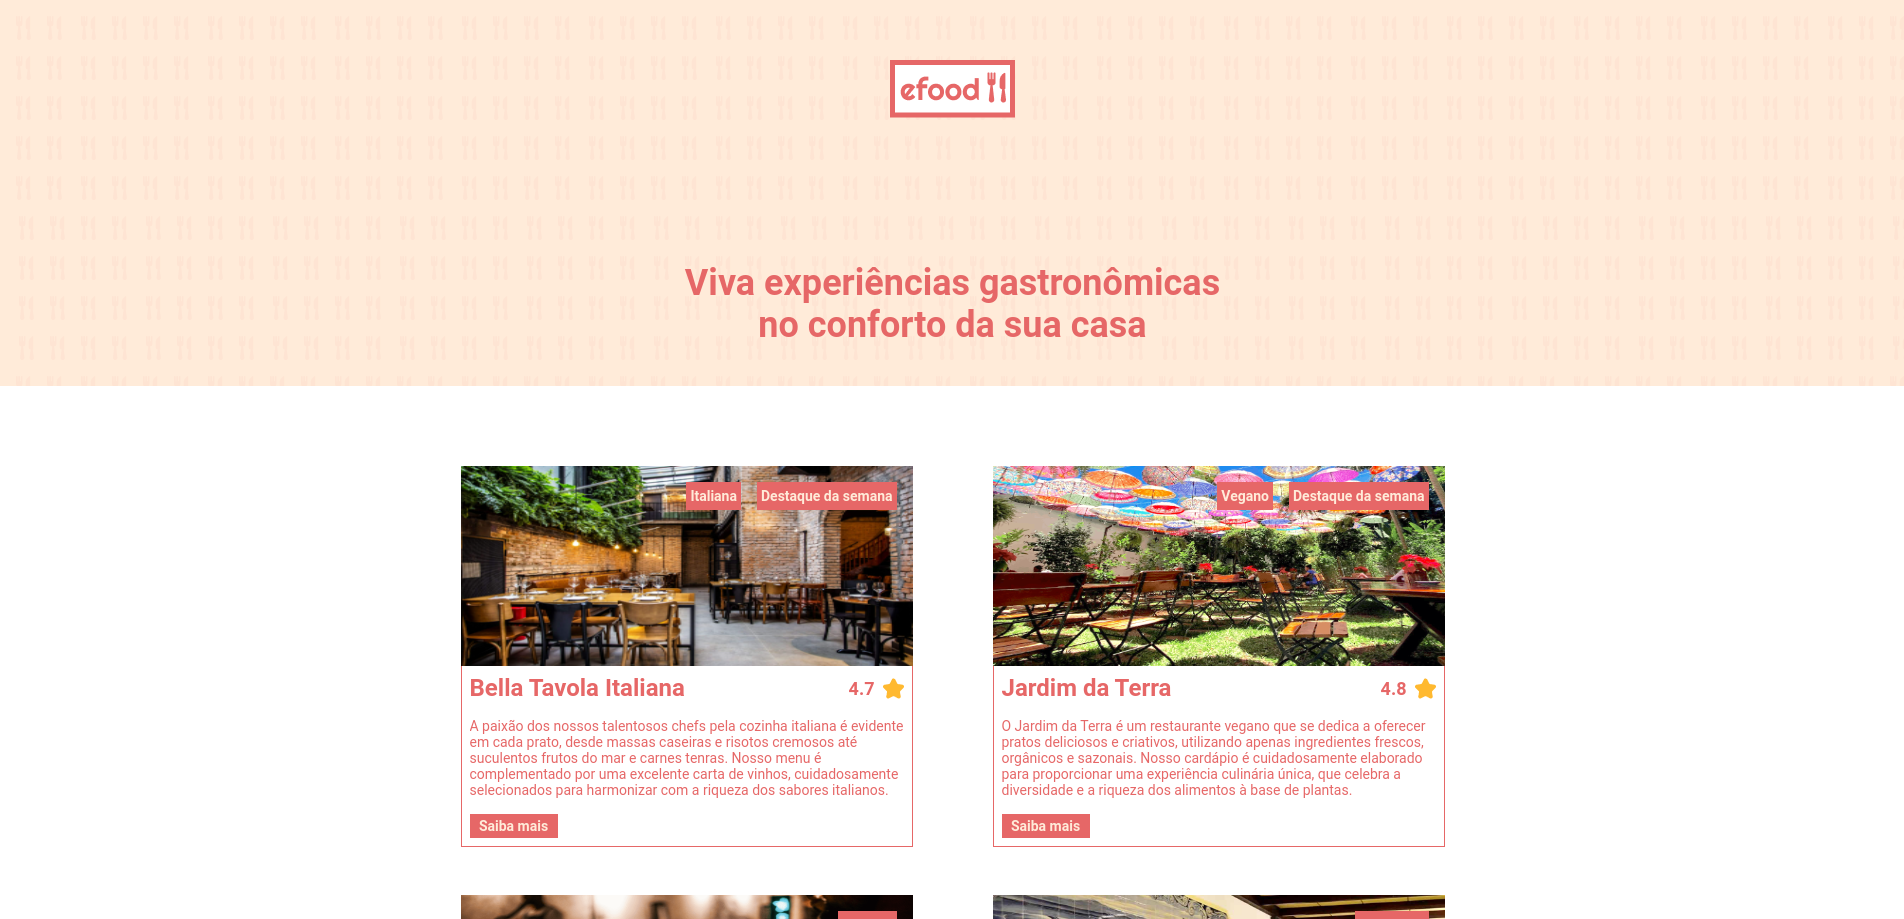 efood
Viva experiências gastronômicas
no conforto da sua casa
Italiana
Destaque da semana
Bella Tavola Italiana
4.7
A paixão dos nossos talentosos chefs pela cozinha italiana é evidente
em cada prato, desde massas caseiras e risotos cremosos até
suculentos frutos do mar e carnes tenras. Nosso menu é
complementado por uma excelente carta de vinhos, cuidadosamente
selecionados para harmonizar com a riqueza dos sabores italianos.
Saiba mais
Vegano
Destaque da semana
Jardim da Terra
4.8
O Jardim da Terra é um restaurante vegano que se dedica a oferecer
pratos deliciosos e criativos, utilizando apenas ingredientes frescos,
orgânicos e sazonais. Nosso cardápio é cuidadosamente elaborado
para proporcionar uma experiência culinária única, que celebra a
diversidade e a riqueza dos alimentos à base de plantas.
Saiba mais